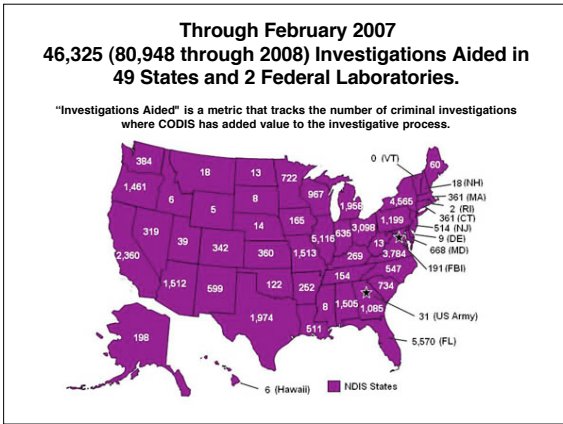 Through February 2007
46,325 (80,948 through 2008) Investigations Aided in
49 States and 2 Federal Laboratories.
“Investigations Aided" is a metric that tracks the number of criminal investigations
where CODIS has added value to the investigative process.
0 (VT)
60
384
18
13
722
1,461
6
8
967
1,958
4,565
18 (NH)
361 (MA)
2 (RI)
361 (CT)
514 (NJ)
9 (DE)
668 (MD)
191 (FBI)
5
165
1,199
319
14
5,116
635
3,098
13
39
342
360
1,513
269
3,784
2,360
154
547
1,512
599
122
252
734
8
1,505
1,085
31 (US Army)
1,974
511
5,570 (FL)
198
6 (Hawaii)
NDIS States